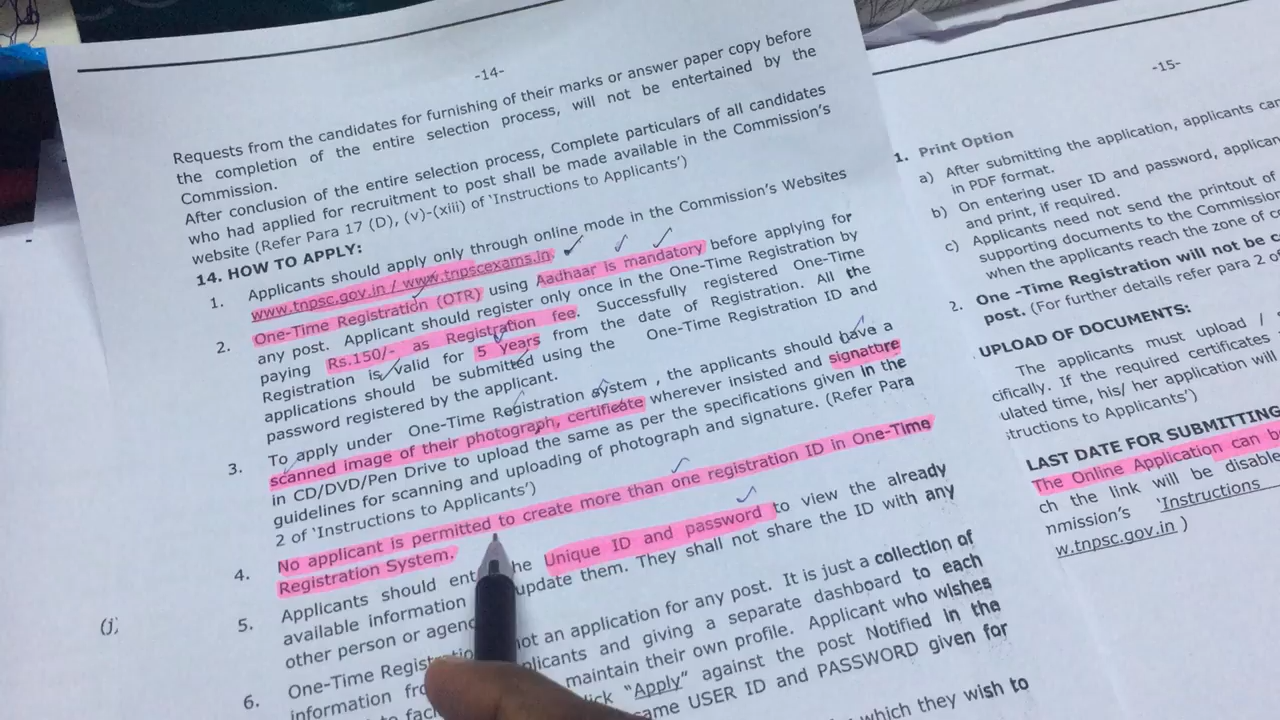 -14-
Requests from the candidates for furnishing of their marks or answer paper copy before
the completion of the entire selection process, will not be entertained by the
Commission.
After conclusion of the entire selection process, Complete particulars of all candidates
who had applied for recruitment to post shall be made available in the Commission's
website (Refer Para 17 (D), (v)-(xiii) of 'Instructions to Applicants')
14. HOW TO APPLY:
1. Applicants should apply only through online mode in the Commission's Websites
www.tnpsc.gov.in / www.tnpscexams.in.
2. One-Time Registration (OTR) using Aadhaar is mandatory before applying for
any post. Applicant should register only once in the One-Time Registration by
paying Rs.150/- as Registration fee. Successfully registered One-Time
Registration is valid for 5 years from the date of Registration. All the
applications should be submitted using the One-Time Registration ID and
password registered by the applicant.
3. To apply under One-Time Registration system , the applicants should have a
scanned image of their photograph, certificate wherever insisted and signature
in CD/DVD/Pen Drive to upload the same as per the specifications given in the
guidelines for scanning and uploading of photograph and signature. (Refer Para
2 of 'Instructions to Applicants')
4. No applicant is permitted to create more than one registration ID in One-Time
Registration System.
5. Applicants should ent he Unique ID and password to view the already
available information update them. They shall not share the ID with any
other person or agenc
6. One-Time Registratio ot an application for any post. It is just a collection of
information fro plicants and giving a separate dashboard to each
to facil maintain their own profile. Applicant who wishes
ick "Apply" against the post Notified in the
ame USER ID and PASSWORD given for
which they wish to
(j)
-15-
1. Print Option
a) After submitting the application, applicants can
in PDF format.
b) On entering user ID and password, applican
and print, if required.
c) Applicants need not send the printout of
supporting documents to the Commission
when the applicants reach the zone of c
2. One -Time Registration will not be c
post. (For further details refer para 2 of
UPLOAD OF DOCUMENTS:
The applicants must upload /
cifically. If the required certificates
ulated time, his/ her application will
structions to Applicants')
LAST DATE FOR SUBMITTING
The Online Application can b
ch the link will be disable
nmission's 'Instructions
w.tnpsc.gov.in )